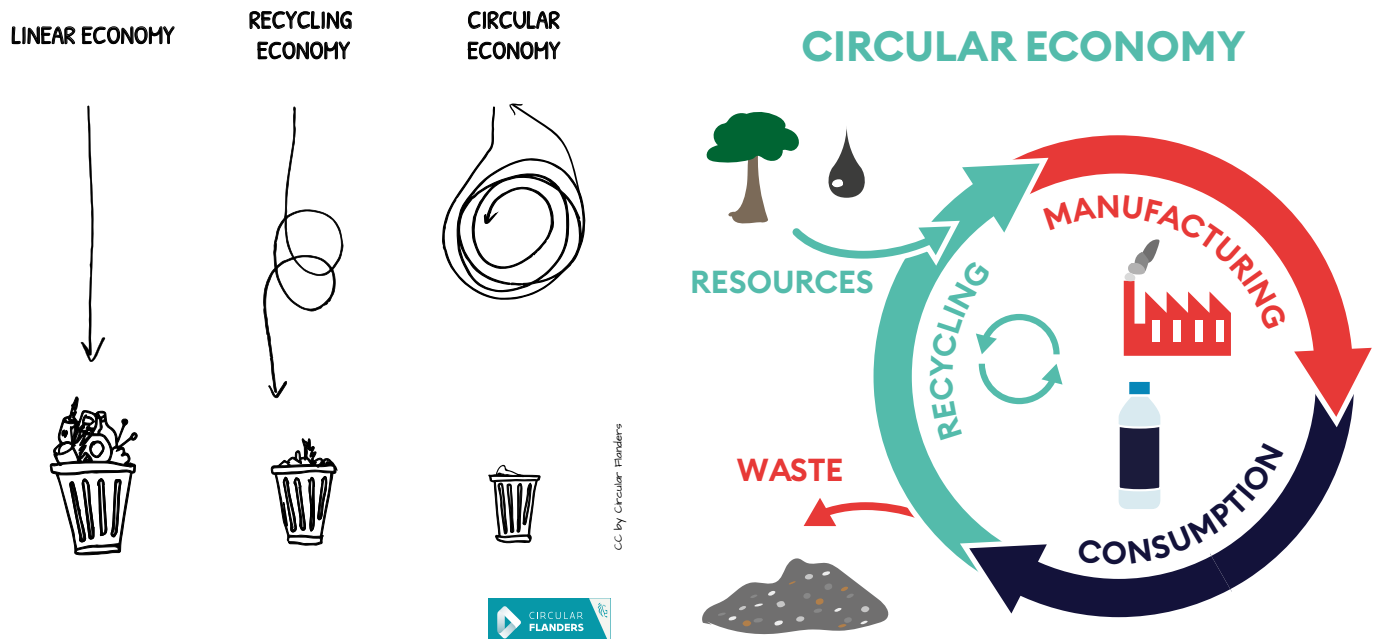 LINEAR ECONOMY
RECYCLING
ECONOMY
CIRCULAR
ECONOMY
CC by Circular Flanders
CIRCULAR
FLANDERS
CIRCULAR ECONOMY
RESOURCES
RECYCLING
MANUFACTURING
WASTE
CONSUMPTION